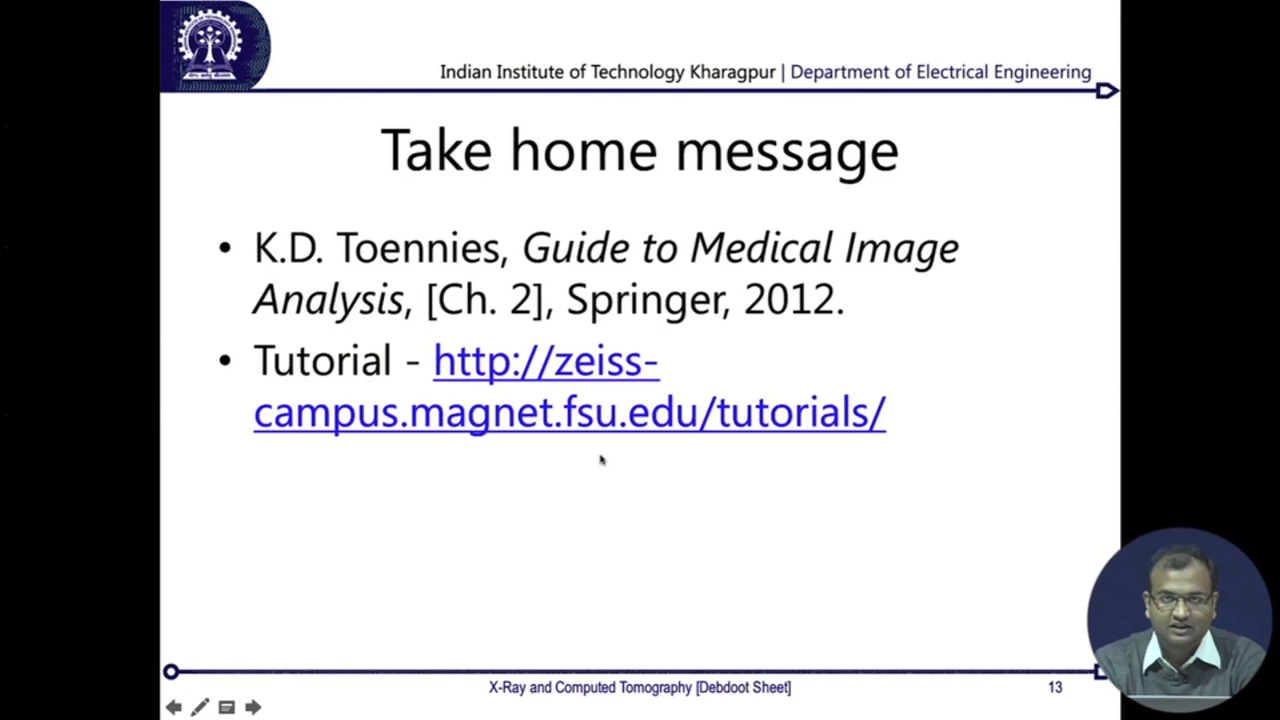 Indian Institute of Technology Kharagpur | Department of Electrical Engineering
Take home message
• K.D. Toennies, Guide to Medical Image
Analysis, [Ch. 2], Springer, 2012.
• Tutorial - http://zeiss-
campus.magnet.fsu.edu/tutorials/
X-Ray and Computed Tomography [Debdoot Sheet]
13